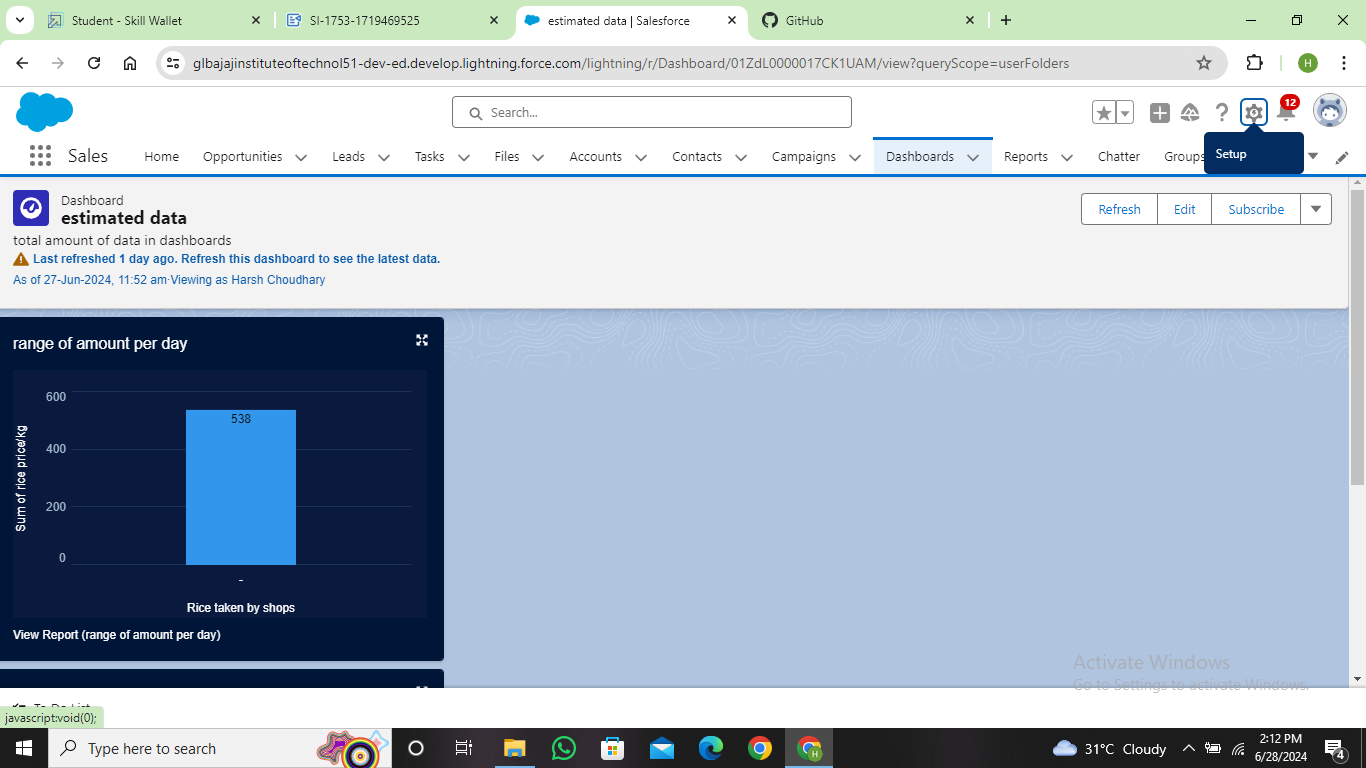 Student - Skill Wallet
SI-1753-1719469525
estimated data | Salesforce
GitHub
glbajajinstituteoftechnol51-dev-ed.develop.lightning.force.com/lightning/r/Dashboard/01ZdL0000017CK1UAM/view?queryScope=userFolders
H
Search...
12
Sales
Home
Opportunities
Leads
Tasks
Files
Accounts
Contacts
Campaigns
Dashboards
Reports
Chatter
Groups
Setup
Dashboard
estimated data
Refresh
Edit
Subscribe
total amount of data in dashboards
Last refreshed 1 day ago. Refresh this dashboard to see the latest data.
As of 27-Jun-2024, 11:52 am·Viewing as Harsh Choudhary
range of amount per day
Sum of rice price/kg
600
400
200
0
538
-
Rice taken by shops
View Report (range of amount per day)
Activate Windows
Go to Settings to activate Windows.
To Do List
javascript:void(0);
Type here to search
H
31°C Cloudy
2:12 PM
6/28/2024
4